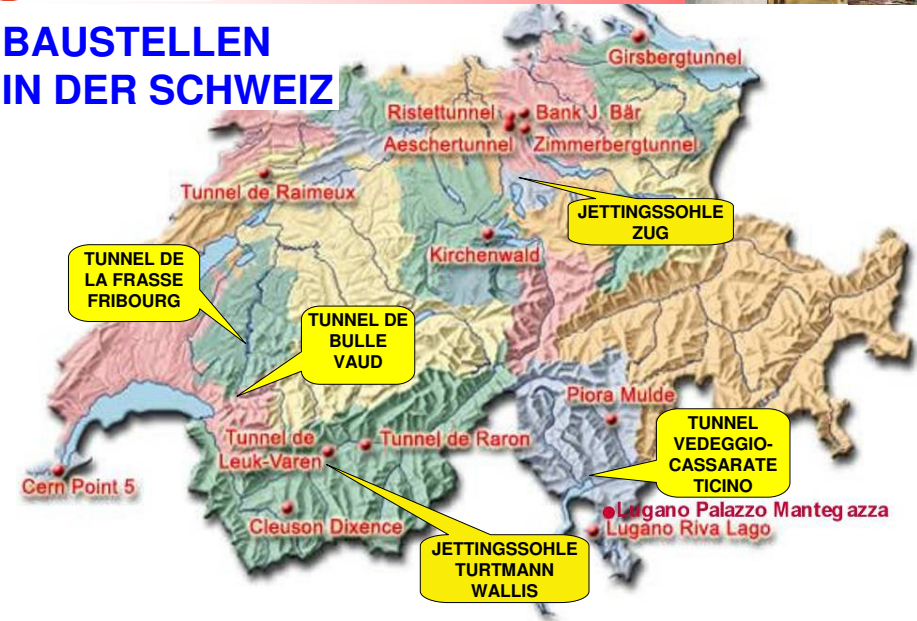 BAUSTELLEN
IN DER SCHWEIZ
Girsbergtunnel
Ristettunnel
Bank J. Bär
Aeschertunnel
Zimmerbergtunnel
Tunnel de Raimeux
JETTINGSSOHLE
ZUG
Kirchenwald
TUNNEL DE
LA FRASSE
FRIBOURG
TUNNEL DE
BULLE
VAUD
Piora Mulde
TUNNEL
VEDEGGIO-
CASSARATE
TICINO
Tunnel de
Leuk-Varen
Tunnel de Raron
Cern Point 5
Cleuson Dixence
Lugano Palazzo Mantegazza
Lugano Riva Lago
JETTINGSSOHLE
TURTMANN
WALLIS